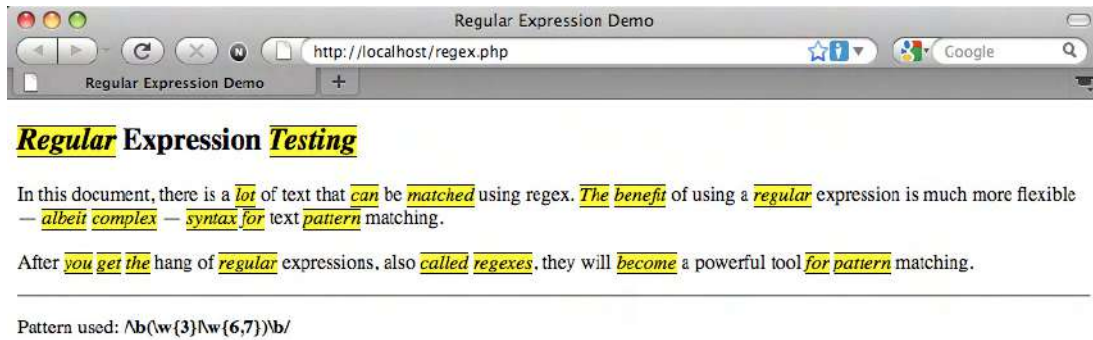 Regular Expression Demo
http://localhost/regex.php
Google
Regular Expression Demo
+
Regular Expression Testing
In this document, there is a lot of text that can be matched using regex. The benefit of using a regular expression is much more flexible
— albeit complex — syntax for text pattern matching.
After you get the hang of regular expressions, also called regexes, they will become a powerful tool for pattern matching.
Pattern used: /\b(\w{3}|\w{6,7})\b/